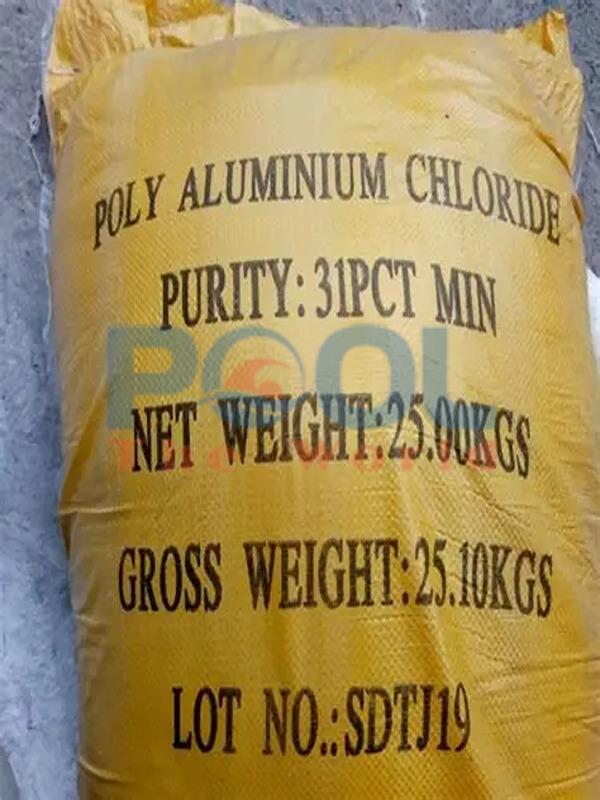 POLY ALUMINIUM CHLORIDE
PURITY: 31PCT MIN
POOL
NET WEIGHT:25.00KGS
GROSS WEIGHT:25.10KGS
LOT NO.:SDTJ19